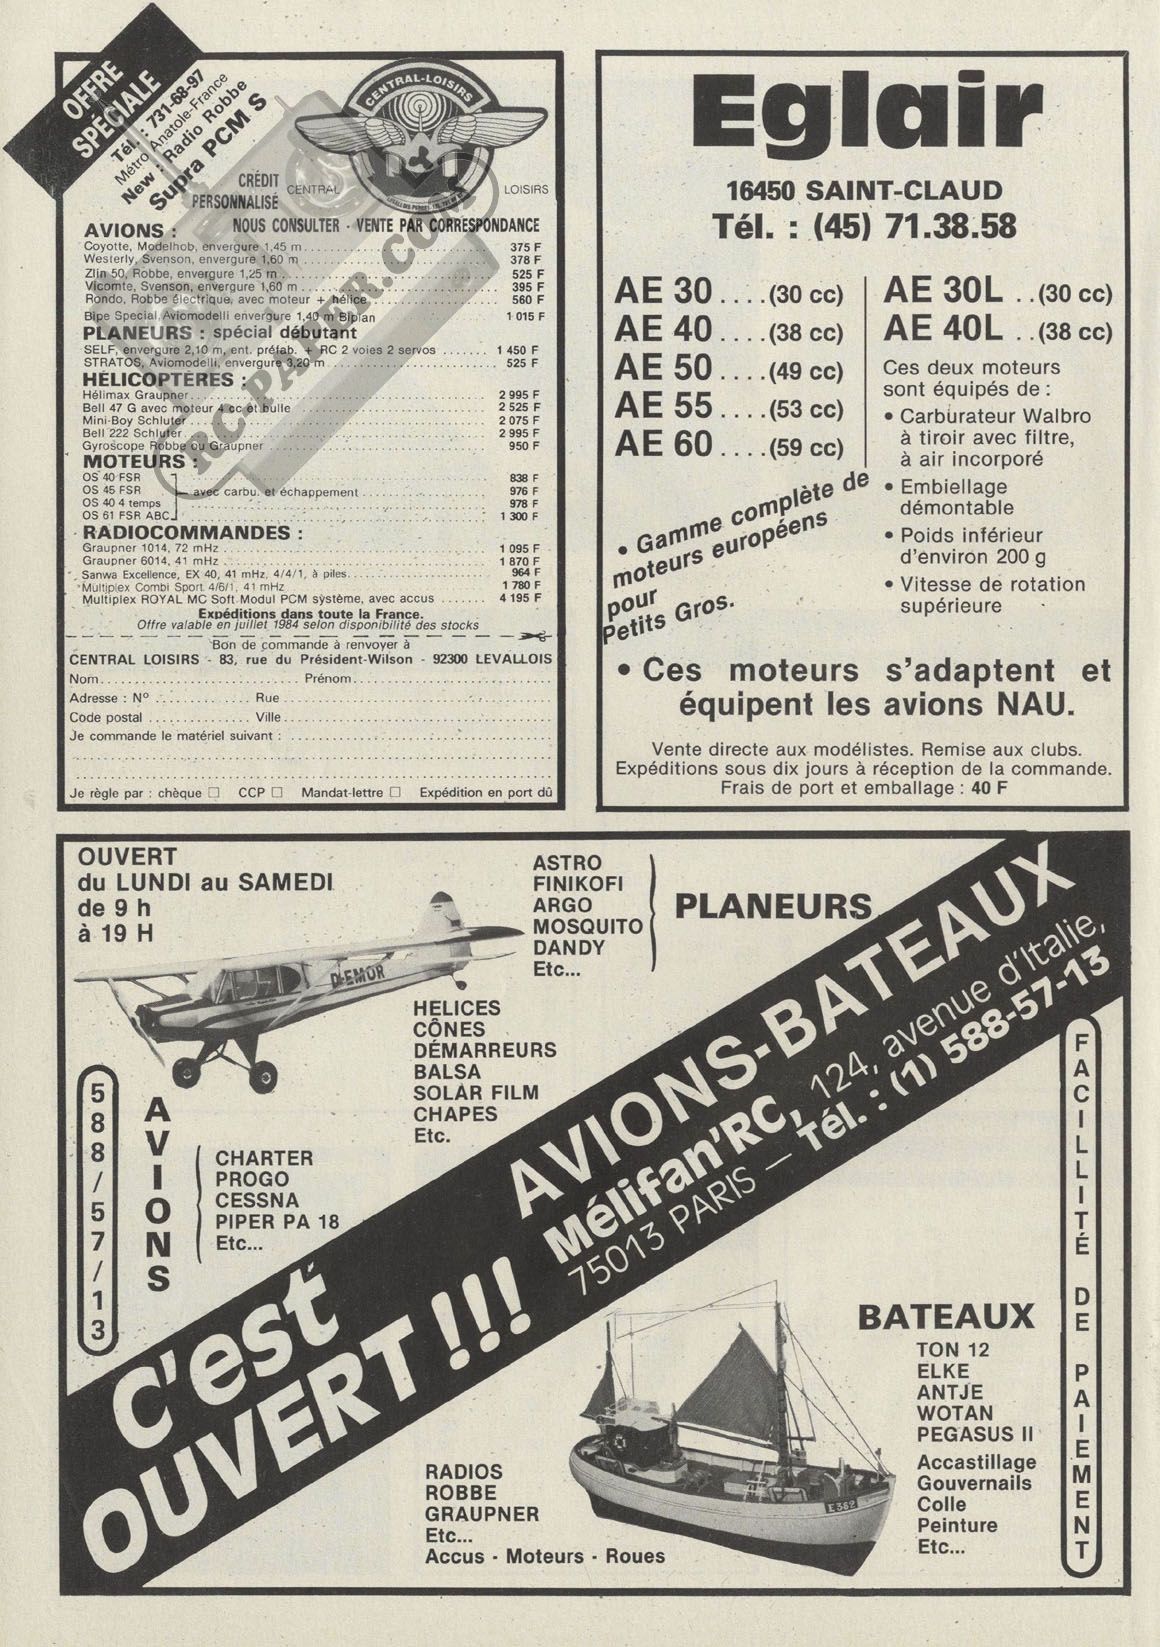 OFFRE
SPÉCIALE
Tél. : 731-68-97
Métro Anatole-France
New : Radio Robbe
Supra PCM S
CENTRAL-LOISIRS
CRÉDIT
PERSONNALISÉ
CENTRAL LOISIRS
NOUS CONSULTER - VENTE PAR CORRESPONDANCE
AVIONS :
Coyotte, Modelhob, envergure 1,45 m 375 F
Westerly, Svenson, envergure 1,60 m 378 F
Zlin 50, Robbe, envergure 1,25 m 525 F
Vicomte, Svenson, envergure 1,60 m 395 F
Rondo, Robbe électrique, avec moteur + hélice 560 F
Bipe Special, Aviomodelli envergure 1,40 m Biplan 1 015 F
PLANEURS : spécial débutant
SELF, envergure 2,10 m, ent. préfab. + RC 2 voies 2 servos 1 450 F
STRATOS, Aviomodelli, envergure 3,20 m 525 F
HÉLICOPTÈRES :
Hélimax Graupner 2 995 F
Bell 47 G avec moteur 4 cc et bulle 2 525 F
Mini-Boy Schluter 2 075 F
Bell 222 Schluter 2 995 F
Gyroscope Robbe ou Graupner 950 F
MOTEURS :
OS 40 FSR 838 F
OS 45 FSR avec carbu. et échappement 976 F
OS 40 4 temps 978 F
OS 61 FSR ABC 1 300 F
RADIOCOMMANDES :
Graupner 1014, 72 mHz 1 095 F
Graupner 6014, 41 mHz 1 870 F
Sanwa Excellence, EX 40, 41 mHz, 4/4/1, à piles 964 F
Multiplex Combi Sport 4/6/1, 41 mHz 1 780 F
Multiplex ROYAL MC Soft Modul PCM système, avec accus 4 195 F
Expéditions dans toute la France.
Offre valable en juillet 1984 selon disponibilité des stocks
Bon de commande à renvoyer à
CENTRAL LOISIRS - 83, rue du Président-Wilson - 92300 LEVALLOIS
Nom Prénom
Adresse : N° Rue
Code postal Ville
Je commande le matériel suivant :
Je règle par : chèque □ CCP □ Mandat-lettre □ Expédition en port dû
RC-PAPER.COM
Eglair
16450 SAINT-CLAUD
Tél. : (45) 71.38.58
AE 30 .... (30 cc)
AE 40 .... (38 cc)
AE 50 .... (49 cc)
AE 55 .... (53 cc)
AE 60 .... (59 cc)
• Gamme complète de
moteurs européens
pour
Petits Gros.
AE 30L .. (30 cc)
AE 40L .. (38 cc)
Ces deux moteurs
sont équipés de :
• Carburateur Walbro
à tiroir avec filtre,
à air incorporé
• Embiellage
démontable
• Poids inférieur
d'environ 200 g
• Vitesse de rotation
supérieure
• Ces moteurs s'adaptent et
équipent les avions NAU.
Vente directe aux modélistes. Remise aux clubs.
Expéditions sous dix jours à réception de la commande.
Frais de port et emballage : 40 F
OUVERT
du LUNDI au SAMEDI
de 9 h
à 19 H
D-EMOR
ASTRO
FINIKOFI
ARGO
MOSQUITO
DANDY
Etc...
PLANEURS
HELICES
CÔNES
DÉMARREURS
BALSA
SOLAR FILM
CHAPES
Etc.
588/57/13
AVIONS
CHARTER
PROGO
CESSNA
PIPER PA 18
Etc...
C'est
OUVERT !!!
AVIONS-BATEAUX
Mélifan'RC, 124, avenue d'Italie,
75013 PARIS — Tél. : (1) 588-57-13
FACILLITÉ DE PAIEMENT
BATEAUX
TON 12
ELKE
ANTJE
WOTAN
PEGASUS II
Accastillage
Gouvernails
Colle
Peinture
Etc...
E 382
RADIOS
ROBBE
GRAUPNER
Etc...
Accus - Moteurs - Roues